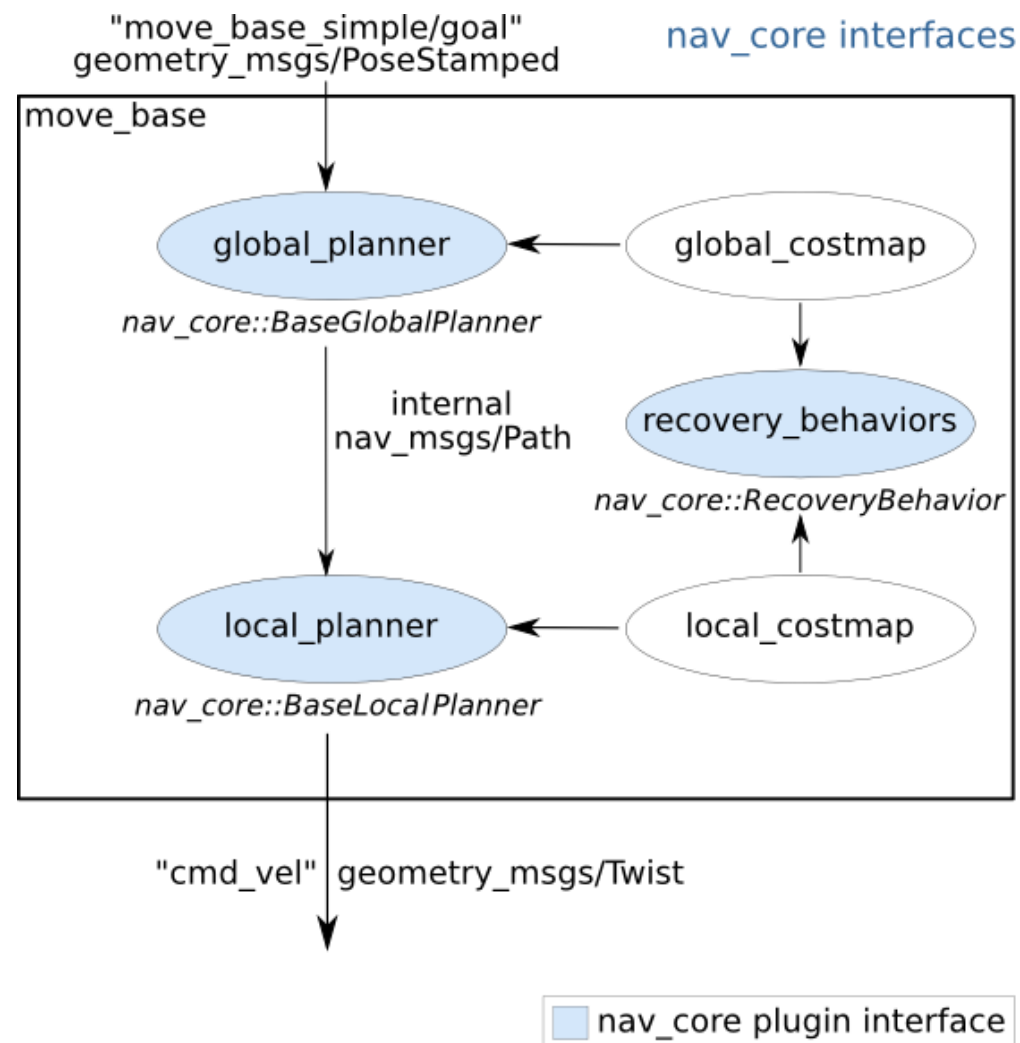 "move_base_simple/goal"
geometry_msgs/PoseStamped
nav_core interfaces
move_base
global_planner
global_costmap
nav_core::BaseGlobalPlanner
internal
nav_msgs/Path
recovery_behaviors
nav_core::RecoveryBehavior
local_planner
local_costmap
nav_core::BaseLocalPlanner
"cmd_vel" geometry_msgs/Twist
nav_core plugin interface